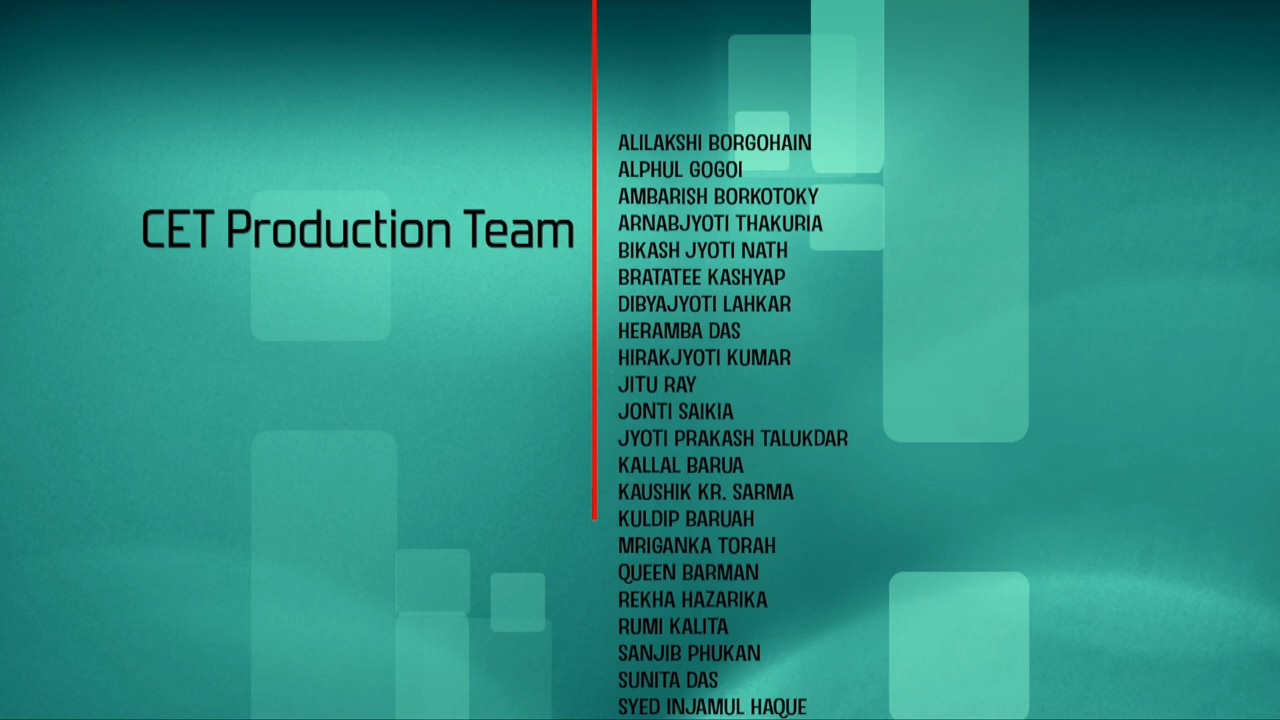 CET Production Team
ALILAKSHI BORGOHAIN
ALPHUL GOGOI
AMBARISH BORKOTOKY
ARNABJYOTI THAKURIA
BIKASH JYOTI NATH
BRATATEE KASHYAP
DIBYAJYOTI LAHKAR
HERAMBA DAS
HIRAKJYOTI KUMAR
JITU RAY
JONTI SAIKIA
JYOTI PRAKASH TALUKDAR
KALLAL BARUA
KAUSHIK KR. SARMA
KULDIP BARUAH
MRIGANKA TORAH
QUEEN BARMAN
REKHA HAZARIKA
RUMI KALITA
SANJIB PHUKAN
SUNITA DAS
SYED INJAMUL HAQUE